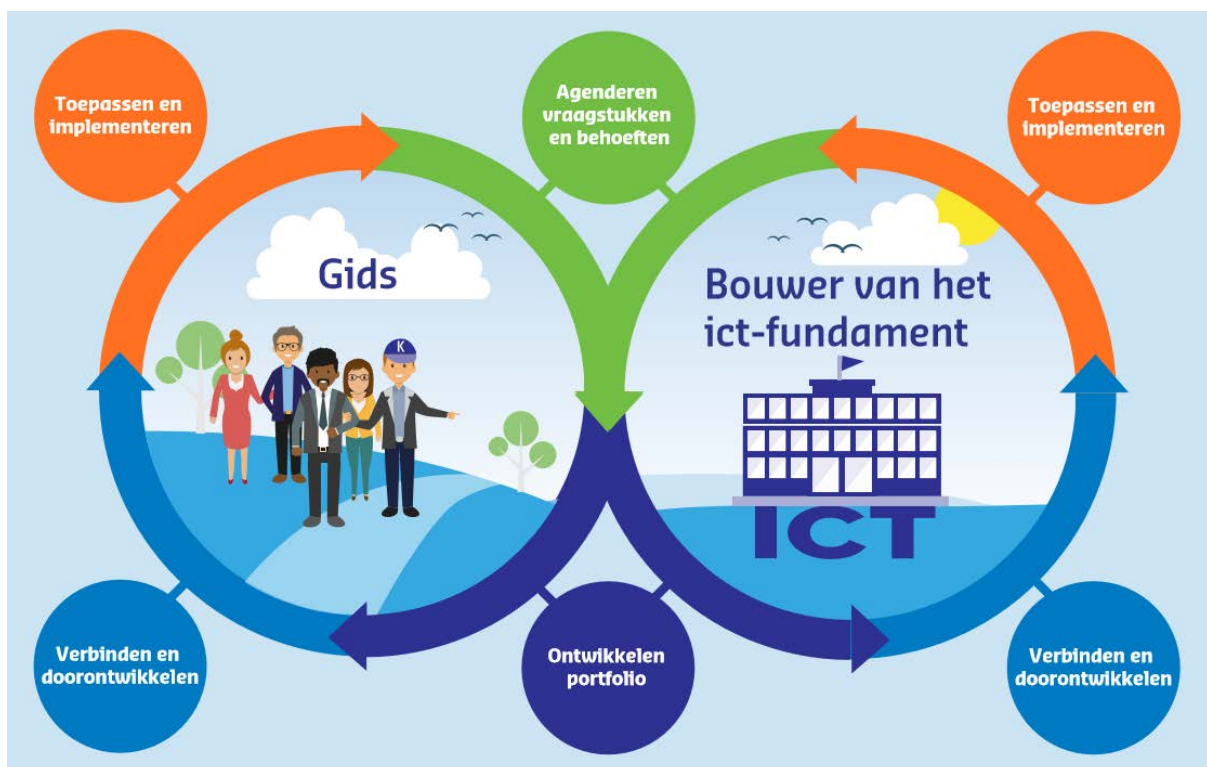 Toepassen en
implementeren
Agenderen
vraagstukken
en behoeften
Toepassen en
implementeren
Gids
Bouwer van het
ict-fundament
K
ICT
Verbinden en
doorontwikkelen
Ontwikkelen
portfolio
Verbinden en
doorontwikkelen